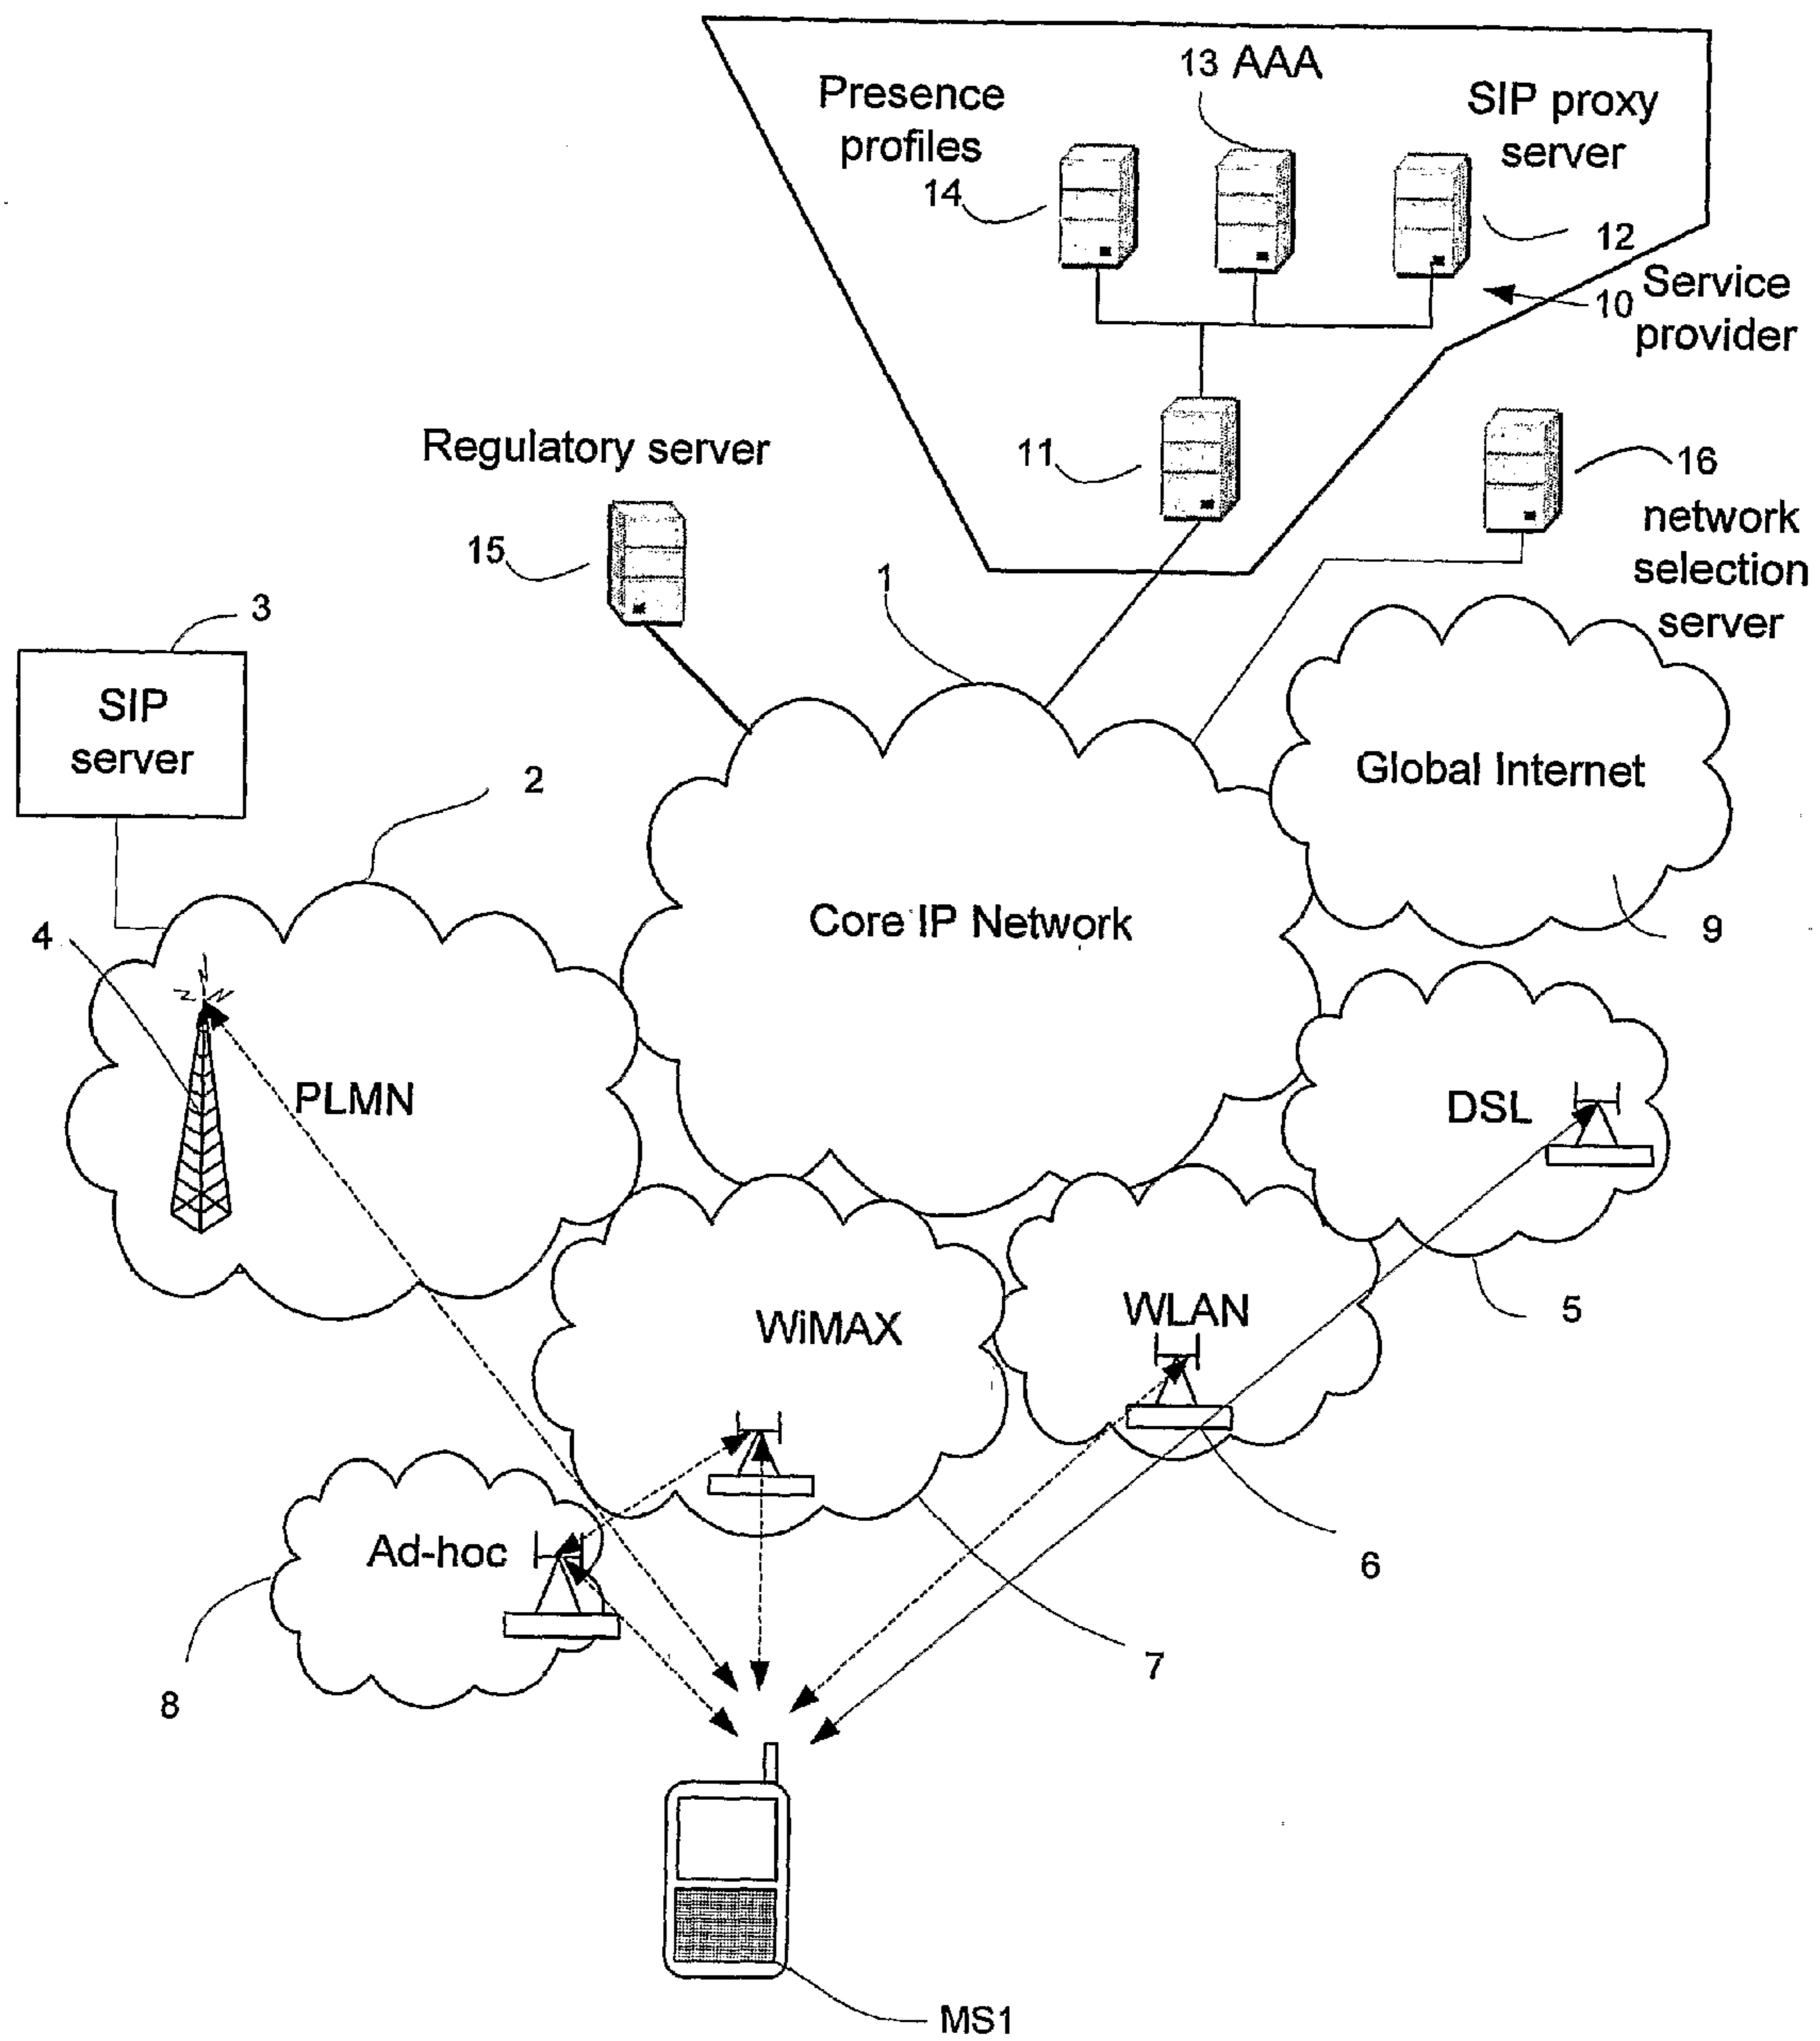 13 AAA
Presence
profiles
14
SIP proxy
server
12
10
Service
provider
11
16
network
selection
server
Regulatory server
15
1
3
SIP
server
2
Global Internet
9
Core IP Network
4
PLMN
DSL
5
WiMAX
WLAN
6
Ad-hoc
7
8
MS1